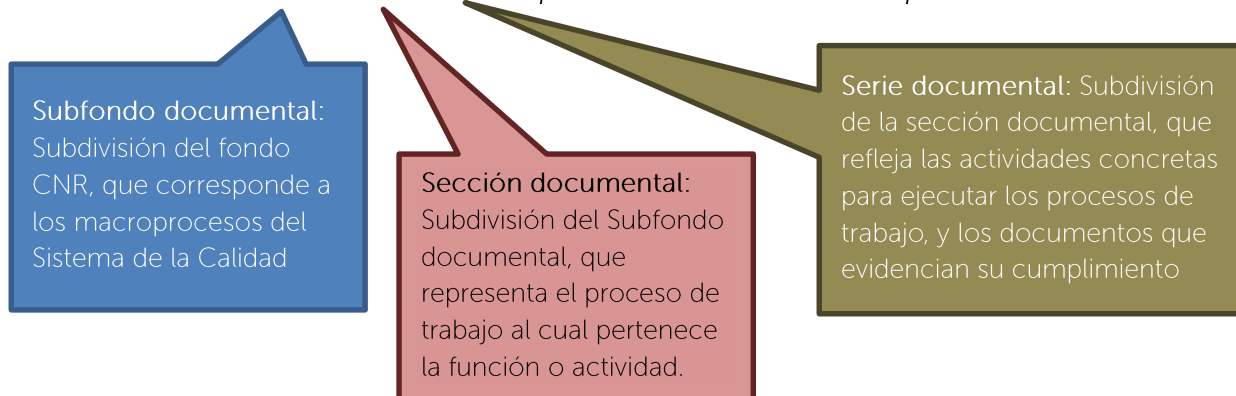 Subfondo documental:
Subdivisión del fondo
CNR, que corresponde a
los macroprocesos del
Sistema de la Calidad
Sección documental:
Subdivisión del Subfondo
documental, que
representa el proceso de
trabajo al cual pertenece
la función o actividad.
Serie documental: Subdivisión
de la sección documental, que
refleja las actividades concretas
para ejecutar los procesos de
trabajo, y los documentos que
evidencian su cumplimiento